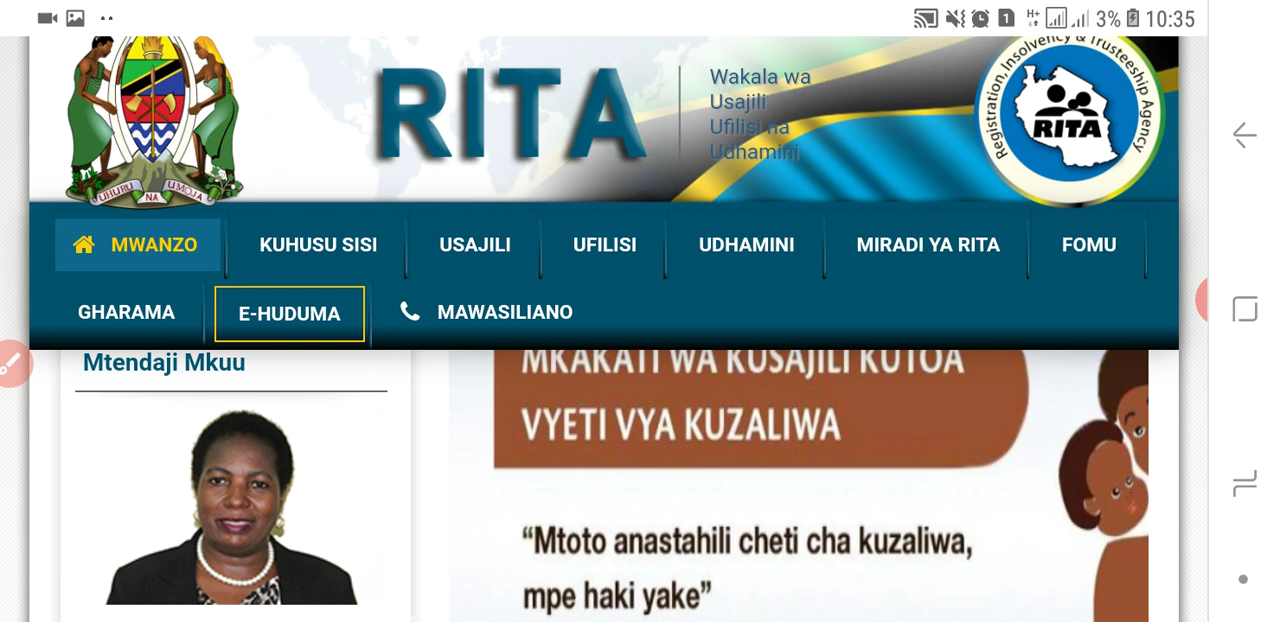 3% 10:35
UHURU NA UMOJA
RITA
Wakala wa
Usajili
Ufilisi na
Udhamini
Registration, Insolvency & Trusteeship Agency
RITA
MWANZO KUHUSU SISI USAJILI UFILISI UDHAMINI MIRADI YA RITA FOMU
GHARAMA E-HUDUMA MAWASILIANO
Mtendaji Mkuu
MKAKATI WA KUSAJILI KUTOA
VYETI VYA KUZALIWA
“Mtoto anastahili cheti cha kuzaliwa,
mpe haki yake”